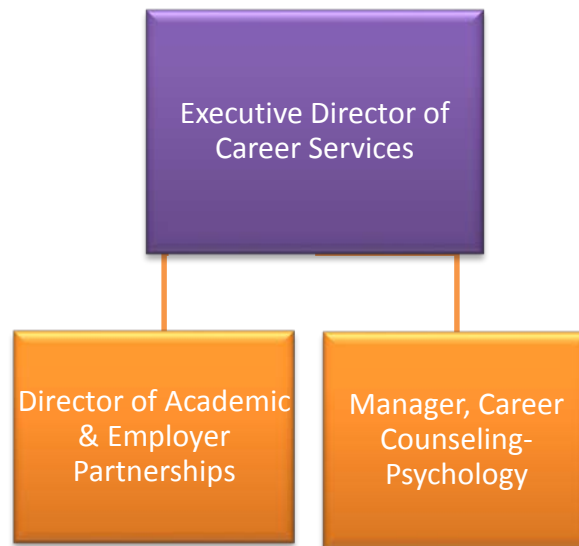 Executive Director of
Career Services
Director of Academic
& Employer
Partnerships
Manager, Career
Counseling-
Psychology